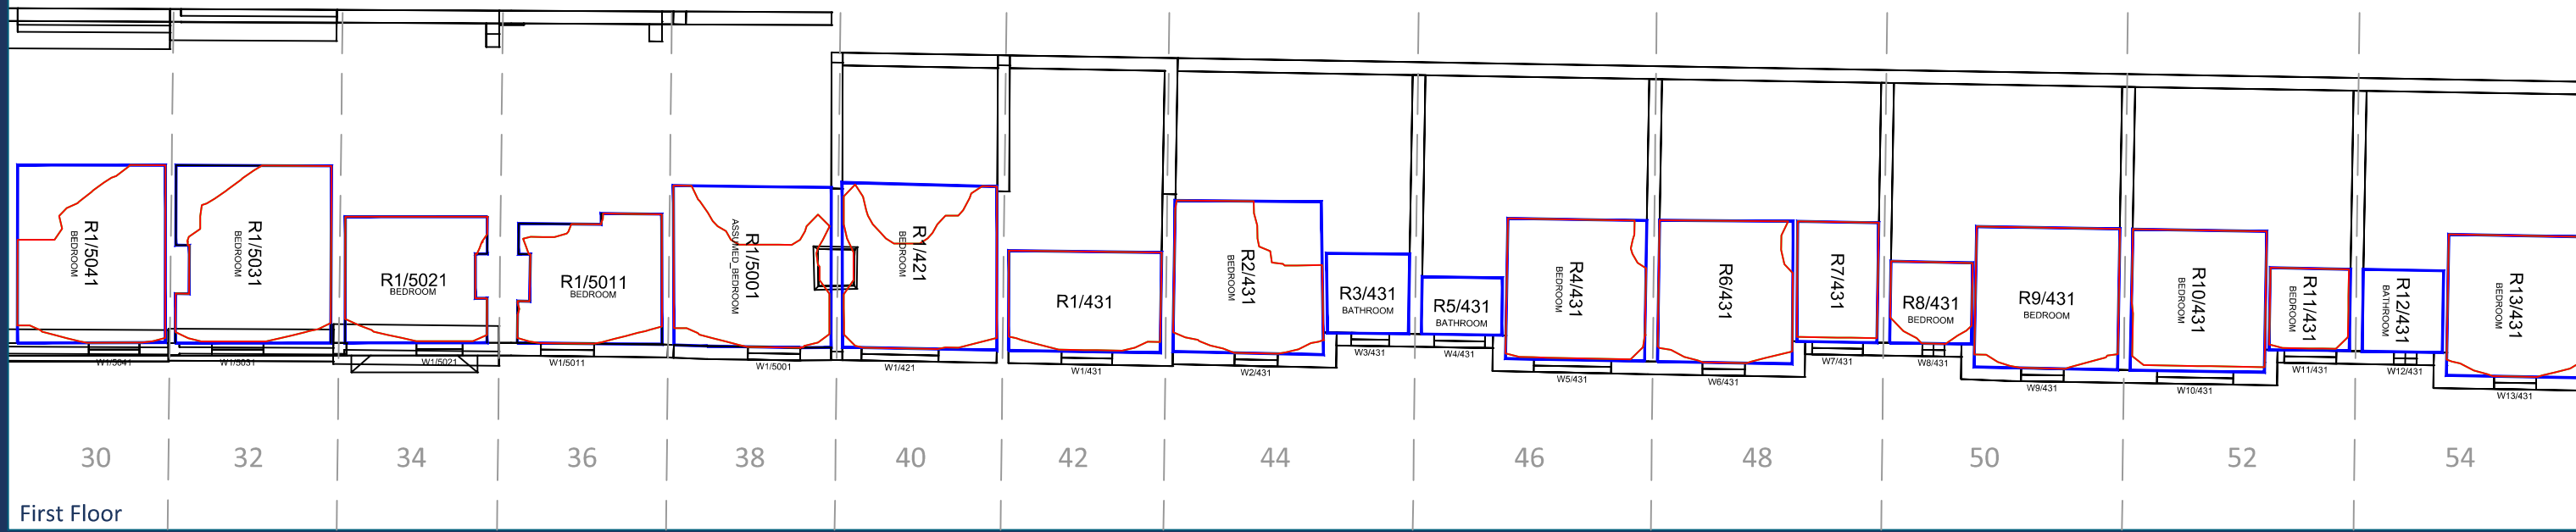 R1/5041
BEDROOM
R1/5031
BEDROOM
R1/5021
BEDROOM
R1/5011
BEDROOM
R1/5001
ASSUMED_BEDROOM
R1/421
BEDROOM
R1/431
R2/431
BEDROOM
R3/431
BATHROOM
R5/431
BATHROOM
R4/431
BEDROOM
R6/431
R7/431
R8/431
BEDROOM
R9/431
BEDROOM
R10/431
BEDROOM
R11/431
BEDROOM
R12/431
BATHROOM
R13/431
BEDROOM
W1/5041
W1/5031
W1/5021
W1/5011
W1/5001
W1/421
W1/431
W2/431
W3/431
W4/431
W5/431
W6/431
W7/431
W8/431
W9/431
W10/431
W11/431
W12/431
W13/431
30
32
34
36
38
40
42
44
46
48
50
52
54
First Floor